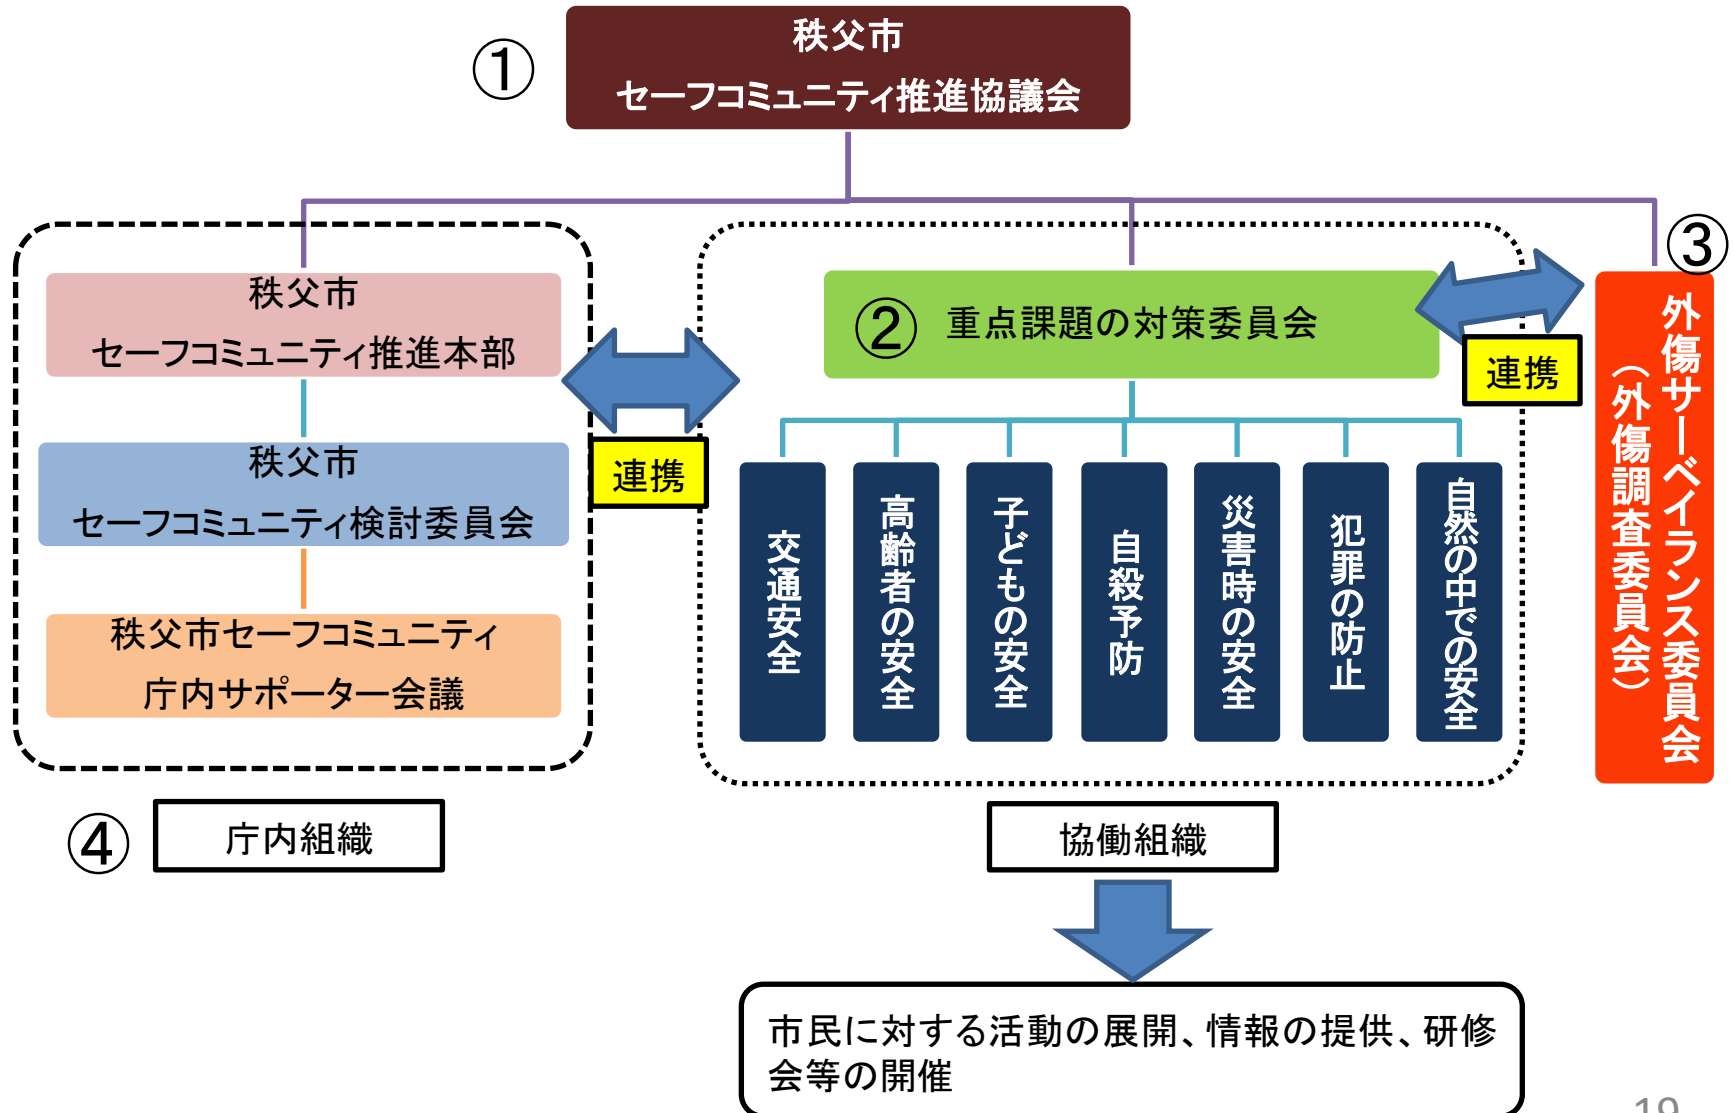 ①
秩父市
セーフコミュニティ推進協議会
秩父市
セーフコミュニティ推進本部
秩父市
セーフコミュニティ検討委員会
秩父市セーフコミュニティ
庁内サポーター会議
連携
②
重点課題の対策委員会
交通安全
高齢者の安全
子どもの安全
自殺予防
災害時の安全
犯罪の防止
自然の中での安全
連携
③
外傷サーベイランス委員会
（外傷調査委員会）
④
庁内組織
協働組織
市民に対する活動の展開、情報の提供、研修
会等の開催
19